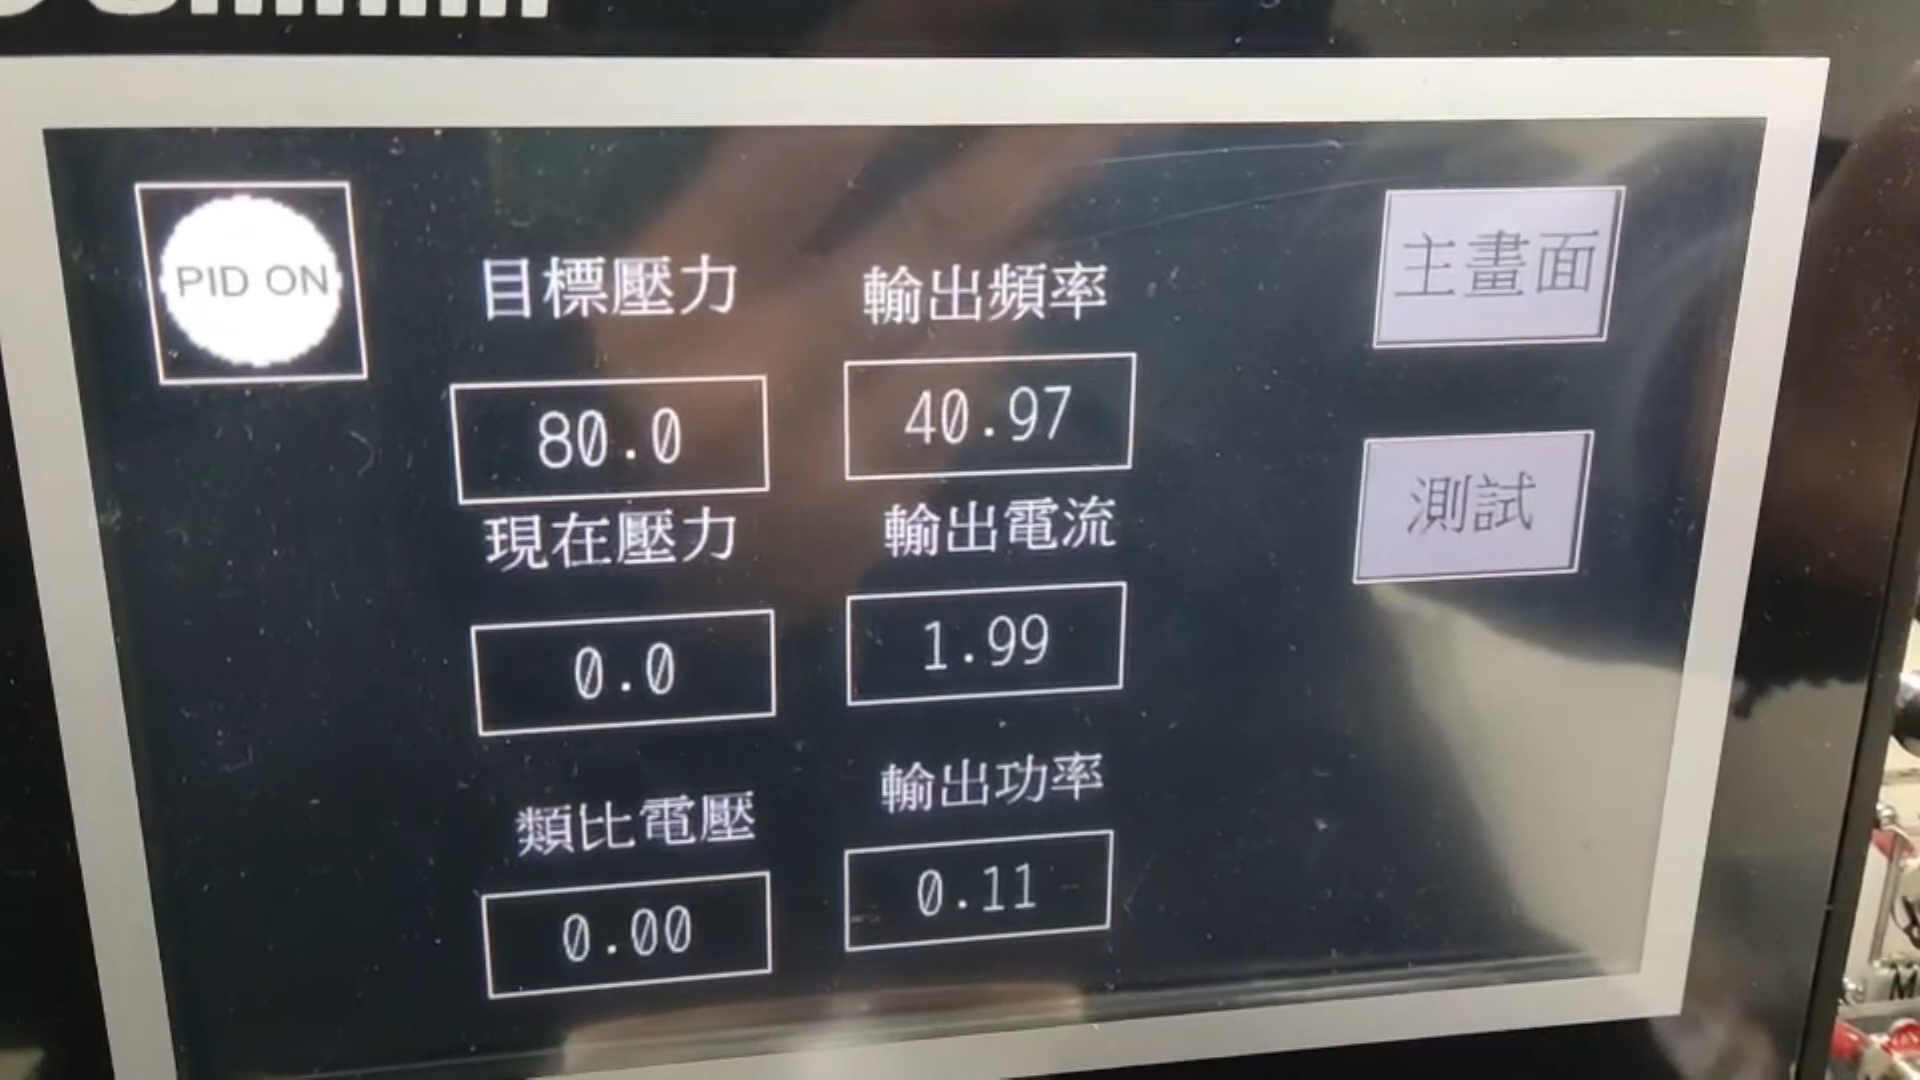 PID ON
目標壓力
輸出頻率
主畫面
80.0
40.97
現在壓力
輸出電流
測試
0.0
1.99
類比電壓
輸出功率
0.00
0.11